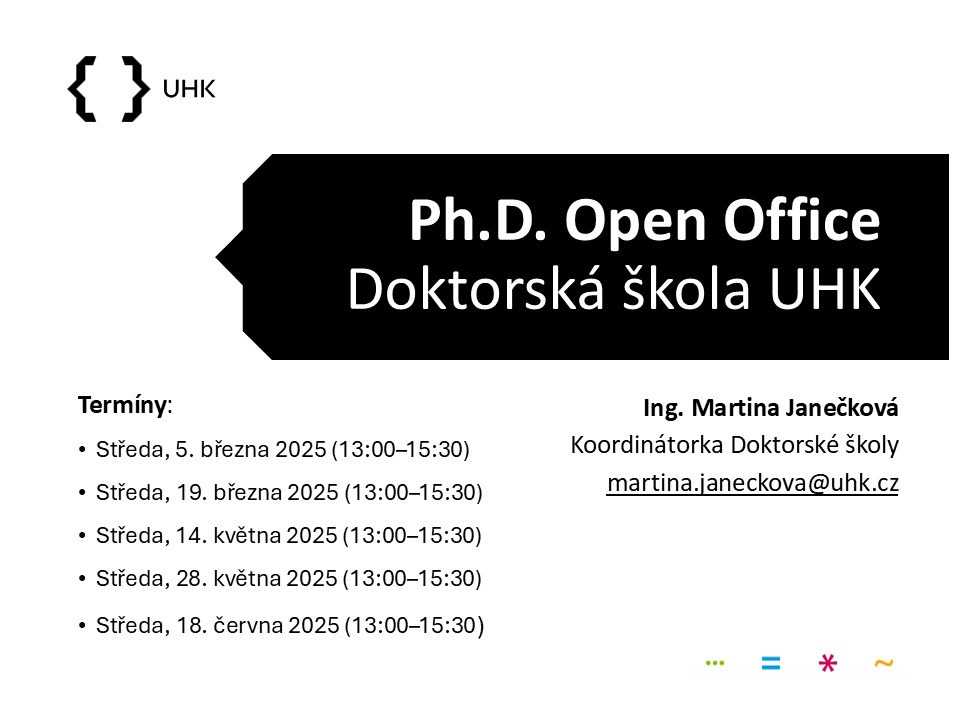 { } UHK
Ph.D. Open Office
Doktorská škola UHK
Termíny:
• Středa, 5. března 2025 (13:00–15:30)
• Středa, 19. března 2025 (13:00–15:30)
• Středa, 14. května 2025 (13:00–15:30)
• Středa, 28. května 2025 (13:00–15:30)
• Středa, 18. června 2025 (13:00–15:30)
Ing. Martina Janečková
Koordinátorka Doktorské školy
martina.janeckova@uhk.cz
… = * ~